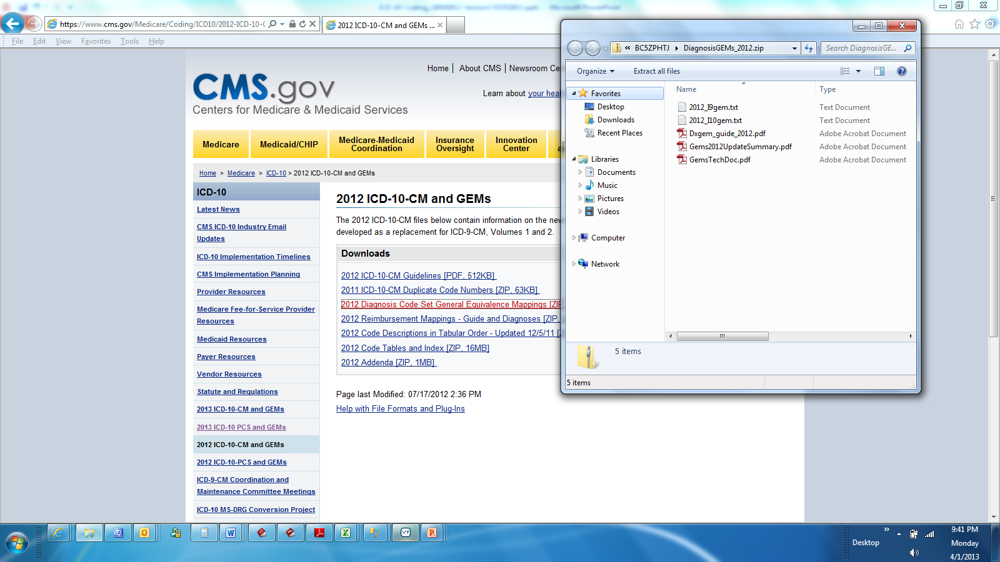 https://www.cms.gov/Medicare/Coding/ICD10/2012-ICD-10-C
2012 ICD-10-CM and GEMs ...
File Edit View Favorites Tools Help
Home About CMS Newsroom Ce
CMS.gov
Learn about your heal
Centers for Medicare & Medicaid Services
Medicare
Medicaid/CHIP
Medicare-Medicaid
Coordination
Insurance
Oversight
Innovation
Center
a
Home > Medicare > ICD-10 > 2012 ICD-10-CM and GEMs
ICD-10
Latest News
CMS ICD-10 Industry Email
Updates
ICD-10 Implementation Timelines
CMS Implementation Planning
Provider Resources
Medicare Fee-for-Service Provider
Resources
Medicaid Resources
Payer Resources
Vendor Resources
Statute and Regulations
2013 ICD-10-CM and GEMs
2013 ICD-10 PCS and GEMs
2012 ICD-10-CM and GEMs
2012 ICD-10-PCS and GEMs
ICD-9-CM Coordination and
Maintenance Committee Meetings
ICD-10 MS-DRG Conversion Project
2012 ICD-10-CM and GEMs
The 2012 ICD-10-CM files below contain information on the new
developed as a replacement for ICD-9-CM, Volumes 1 and 2.
Downloads
2012 ICD-10-CM Guidelines [PDF, 512KB]
2011 ICD-10-CM Duplicate Code Numbers [ZIP, 63KB]
2012 Diagnosis Code Set General Equivalence Mappings [ZIP
2012 Reimbursement Mappings - Guide and Diagnoses [ZIP,
2012 Code Descriptions in Tabular Order - Updated 12/5/11 [Z
2012 Code Tables and Index [ZIP, 16MB]
2012 Addenda [ZIP, 1MB]
Page last Modified: 07/17/2012 2:36 PM
Help with File Formats and Plug-Ins
« BC5ZPHTJ DiagnosisGEMs_2012.zip
Search DiagnosisGE...
Organize Extract all files
Favorites
Desktop
Downloads
Recent Places
Libraries
Documents
Music
Pictures
Videos
Computer
Network
Name Type
2012_I9gem.txt Text Document
2012_I10gem.txt Text Document
Dxgem_guide_2012.pdf Adobe Acrobat Document
Gems2012UpdateSummary.pdf Adobe Acrobat Document
GemsTechDoc.pdf Adobe Acrobat Document
5 items
5 items
Desktop
9:41 PM
Monday
4/1/2013